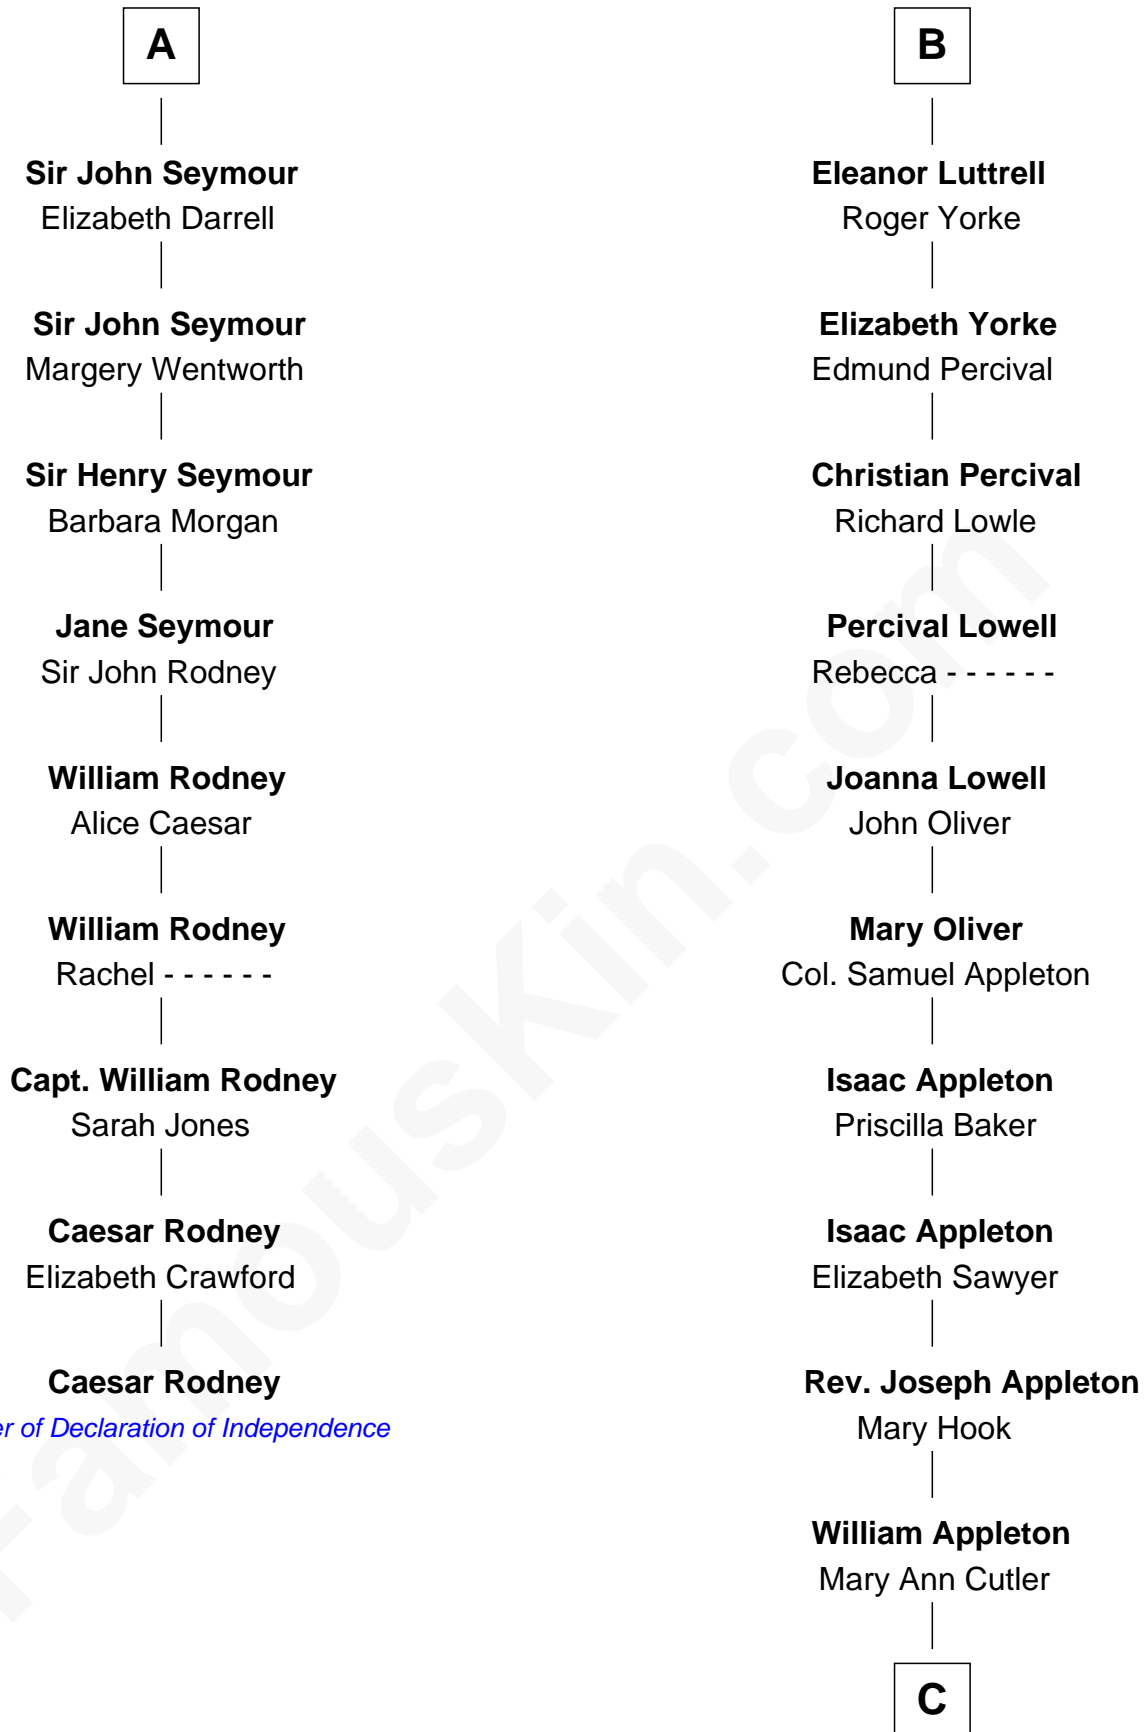 A
Sir John Seymour
Elizabeth Darrell
Sir John Seymour
Margery Wentworth
Sir Henry Seymour
Barbara Morgan
Jane Seymour
Sir John Rodney
William Rodney
Alice Caesar
William Rodney
Rachel - - - - - -
Capt. William Rodney
Sarah Jones
Caesar Rodney
Elizabeth Crawford
Caesar Rodney
er of Declaration of Independence
B
Eleanor Luttrell
Roger Yorke
Elizabeth Yorke
Edmund Percival
Christian Percival
Richard Lowle
Percival Lowell
Rebecca - - - - - -
Joanna Lowell
John Oliver
Mary Oliver
Col. Samuel Appleton
Isaac Appleton
Priscilla Baker
Isaac Appleton
Elizabeth Sawyer
Rev. Joseph Appleton
Mary Hook
William Appleton
Mary Ann Cutler
C
FamousKin.com